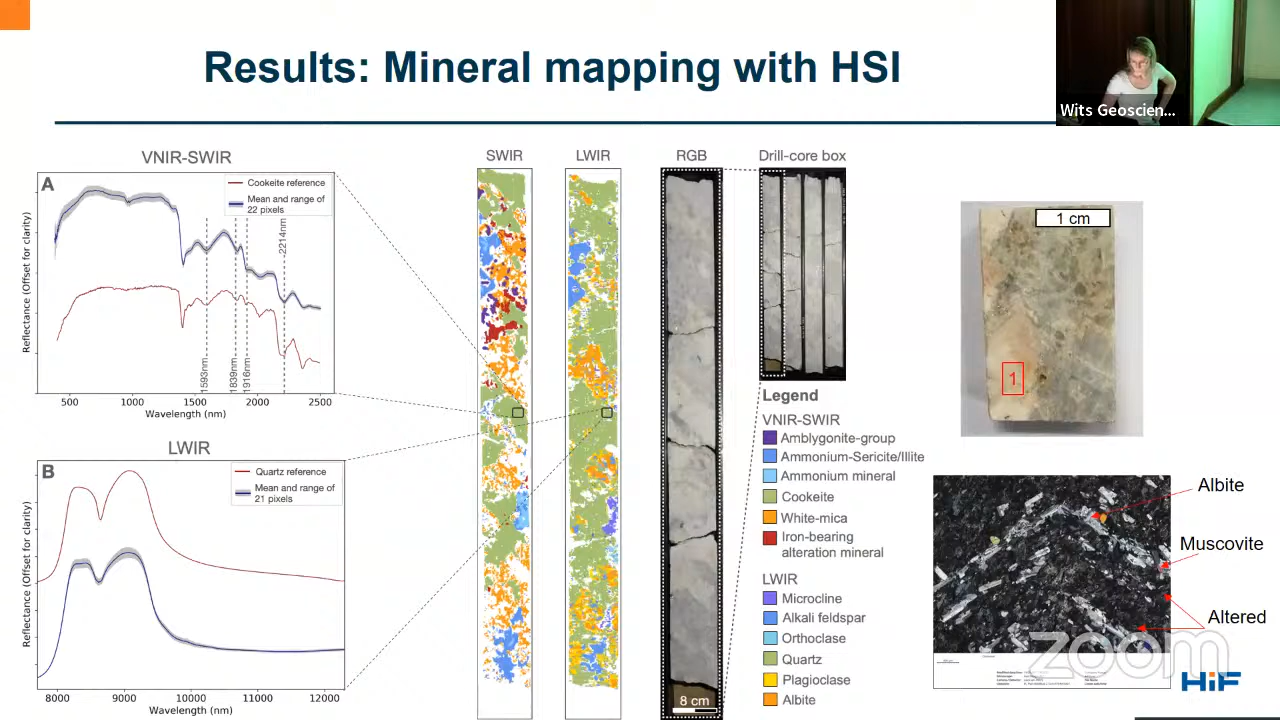 Results: Mineral mapping with HSI
Wits Geoscien...
VNIR-SWIR
A
Cookeite reference
Mean and range of
22 pixels
1593nm
1839nm
1916nm
2214nm
Reflectance (Offset for clarity)
500
1000
1500
2000
2500
Wavelength (nm)
LWIR
B
Quartz reference
Mean and range of
21 pixels
Reflectance (Offset for clarity)
8000
9000
10000
11000
12000
Wavelength (nm)
SWIR
LWIR
RGB
Drill-core box
8 cm
Legend
VNIR-SWIR
Amblygonite-group
Ammonium-Sericite/Illite
Ammonium mineral
Cookeite
White-mica
Iron-bearing
alteration mineral
LWIR
Microcline
Alkali feldspar
Orthoclase
Quartz
Plagioclase
Albite
1 cm
1
Albite
Muscovite
Altered
zoom
HiF